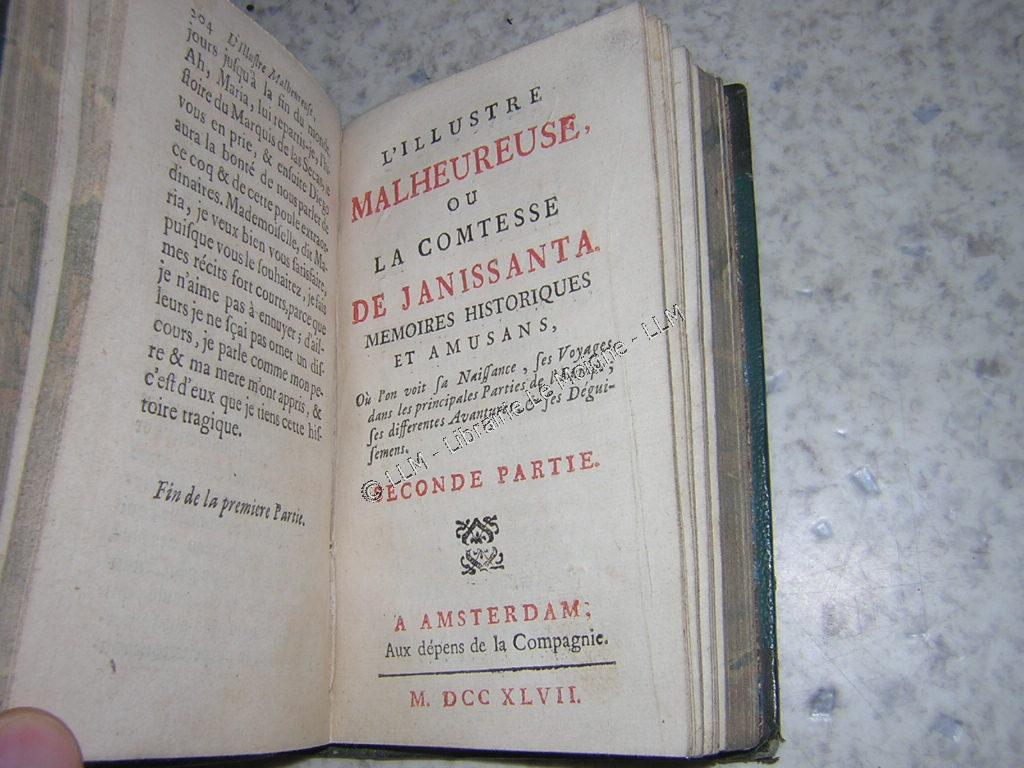 304 L'illuſtre Malheureuſe.
jours juſqu'à la fin du monde.
Ah, Maria, lui repartis-je, l'hi-
ſtoire du Marquis de las Seccas, je
vous en prie, & enſuite Diego
aura la bonté de nous parler de
ce coq & de cette poule extraor-
dinaires. Mademoiſelle, dit Ma-
ria, je veux bien vous ſatisfaire,
puiſque vous le ſouhaitez, je fais
mes récits fort courts, parce que
je n'aime pas à ennuyer; d'ail-
leurs je ne ſçai pas orner un diſ-
cours, je parle comme mon pe-
re & ma mere m'ont appris, &
c'eſt d'eux que je tiens cette hiſ-
toire tragique.
Fin de la premiere Partie.
L'ILLUSTRE
MALHEUREUSE,
OU
LA COMTESSE
DE JANISSANTA.
MEMOIRES HISTORIQUES
ET AMUSANS,
Où l'on voit ſa Naiſſance, ſes Voyages
dans les principales Parties de
ſes differentes Avantures & ſes Dégui-
ſemens.
SECONDE PARTIE.
A AMSTERDAM;
Aux dépens de la Compagnie.
M. DCC XLVII.
© LLM - Librairie Le Moigne - LLM